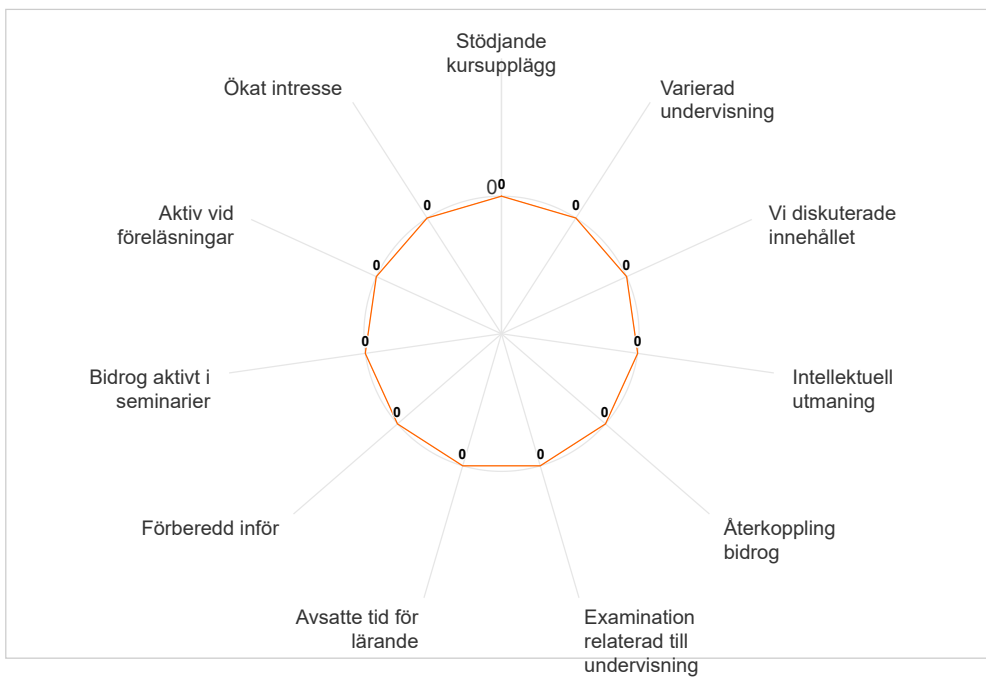 Stödjande
kursupplägg
Varierad
undervisning
Vi diskuterade
innehållet
Intellektuell
utmaning
Återkoppling
bidrog
Examination
relaterad till
undervisning
Avsatte tid för
lärande
Förberedd inför
Bidrog aktivt i
seminarier
Aktiv vid
föreläsningar
Ökat intresse
0
0
0
0
0
0
0
0
0
0
0
0